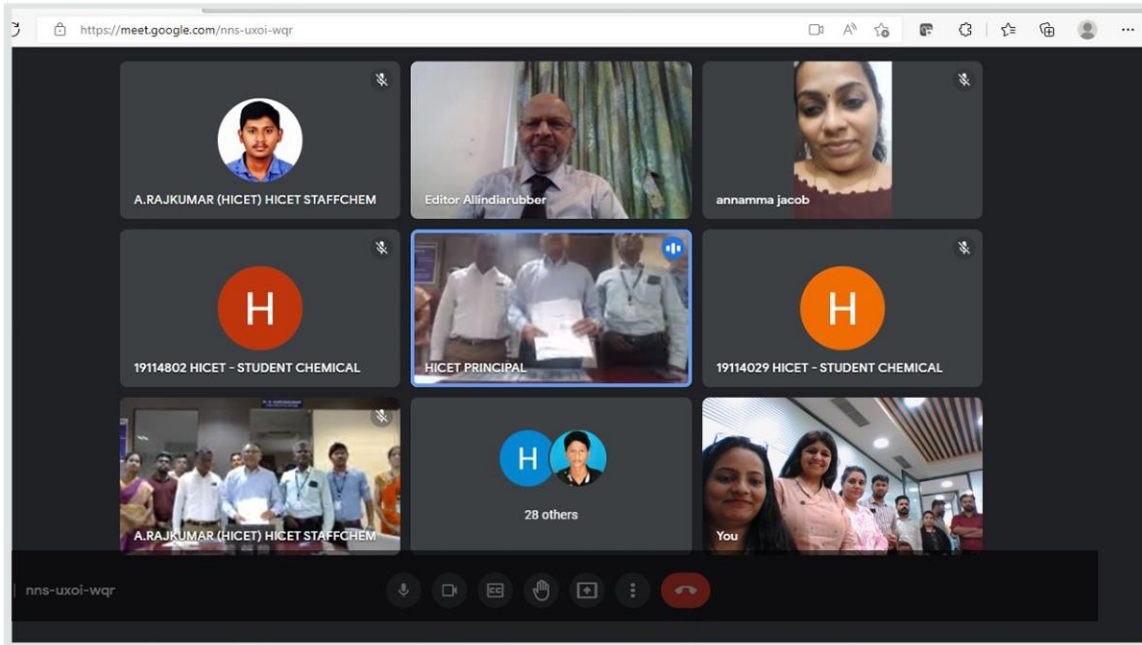 https://meet.google.com/nns-uxoi-wqr
A.RAJKUMAR (HICET) HICET STAFFCHEM
Editor Allindiarubber
annamma jacob
H
19114802 HICET - STUDENT CHEMICAL
HICET PRINCIPAL
H
19114029 HICET - STUDENT CHEMICAL
A.RAJKUMAR (HICET) HICET STAFFCHEM
H
28 others
You
nns-uxoi-wqr
CC